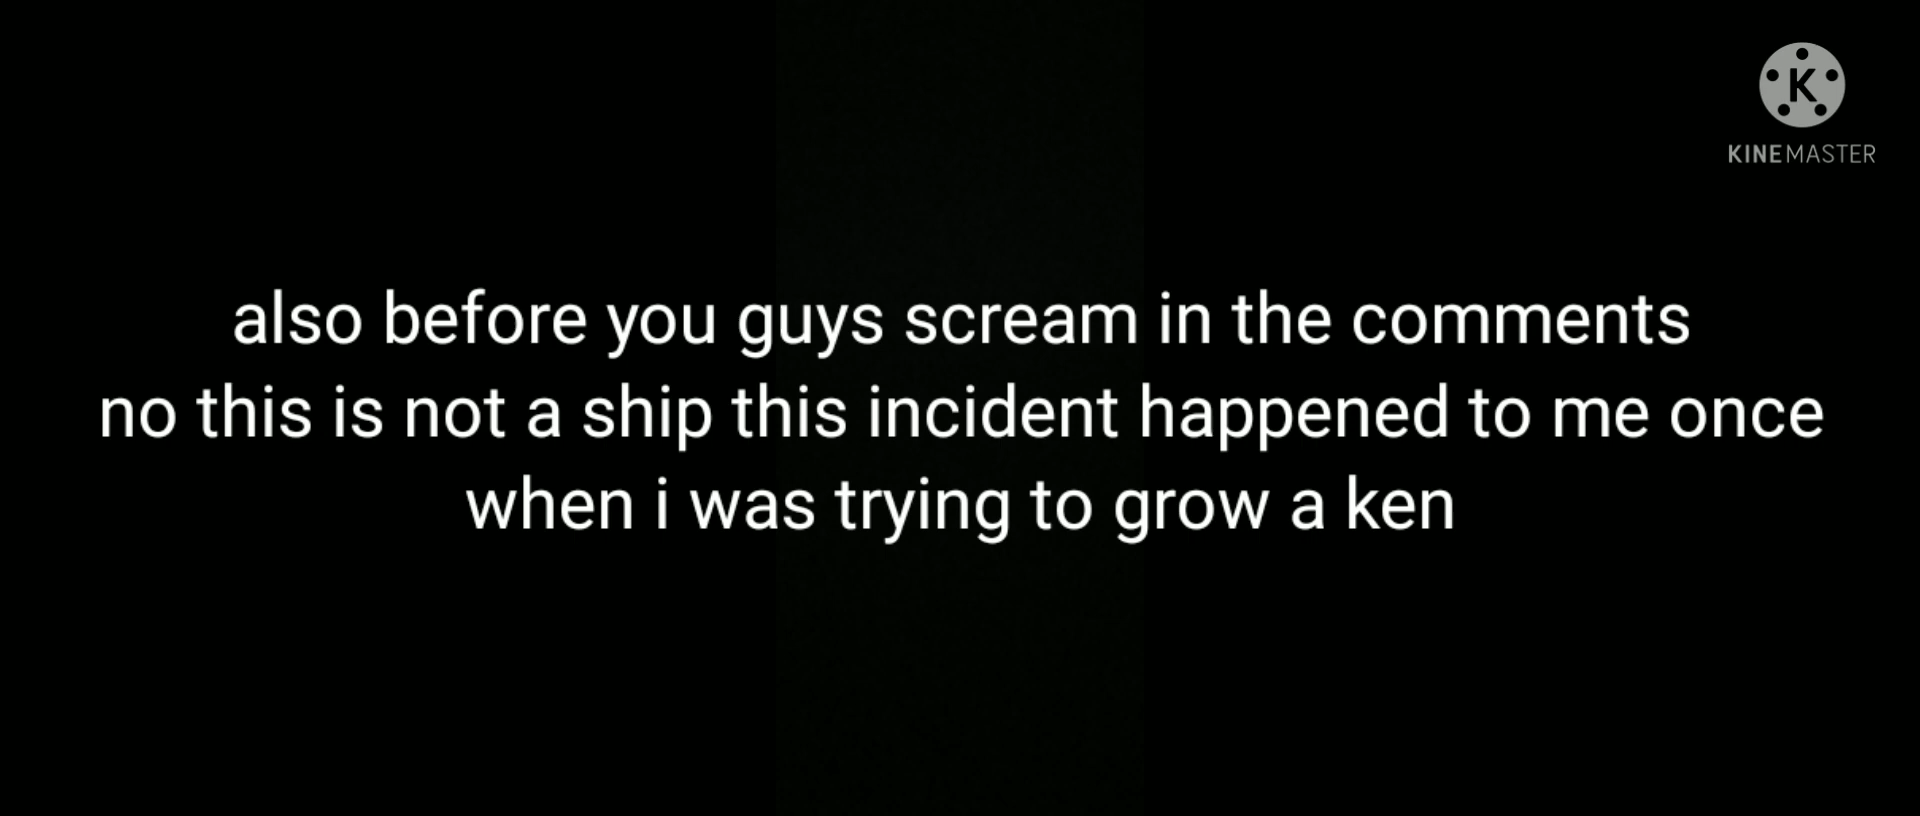 K
KINEMASTER
also before you guys scream in the comments
no this is not a ship this incident happened to me once
when i was trying to grow a ken